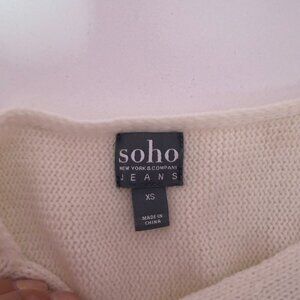 soho
NEW YORK & COMPANY
JEANS
XS
MADE IN
CHINA